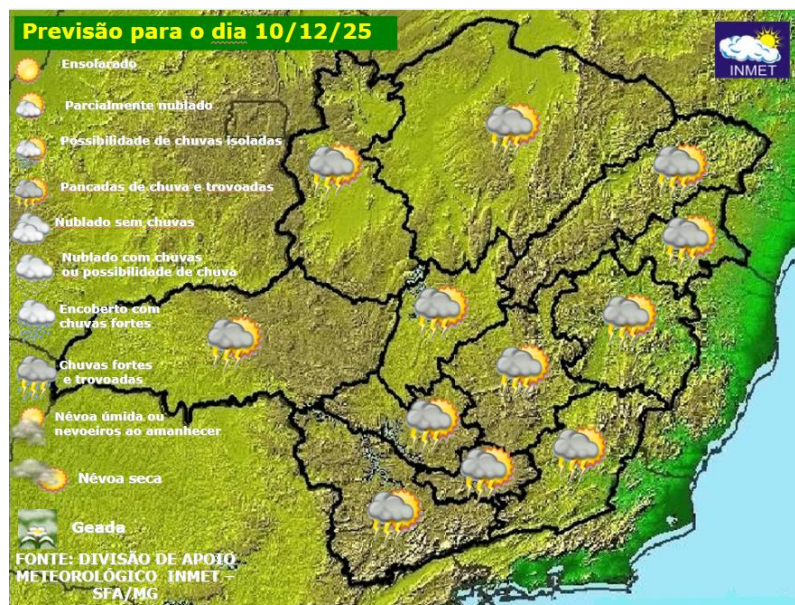 Previsão para o dia 10/12/25
INMET
Ensolarado
Parcialmente nublado
Possibilidade de chuvas isoladas
Pancadas de chuva e trovoadas
Nublado sem chuvas
Nublado com chuvas
ou possibilidade de chuva
Encoberto com
chuvas fortes
Chuvas fortes
e trovoadas
Névoa úmida ou
nevoeiros ao amanhecer
Névoa seca
Geada
FONTE: DIVISÃO DE APOIO
METEOROLÓGICO INMET –
SFA/MG